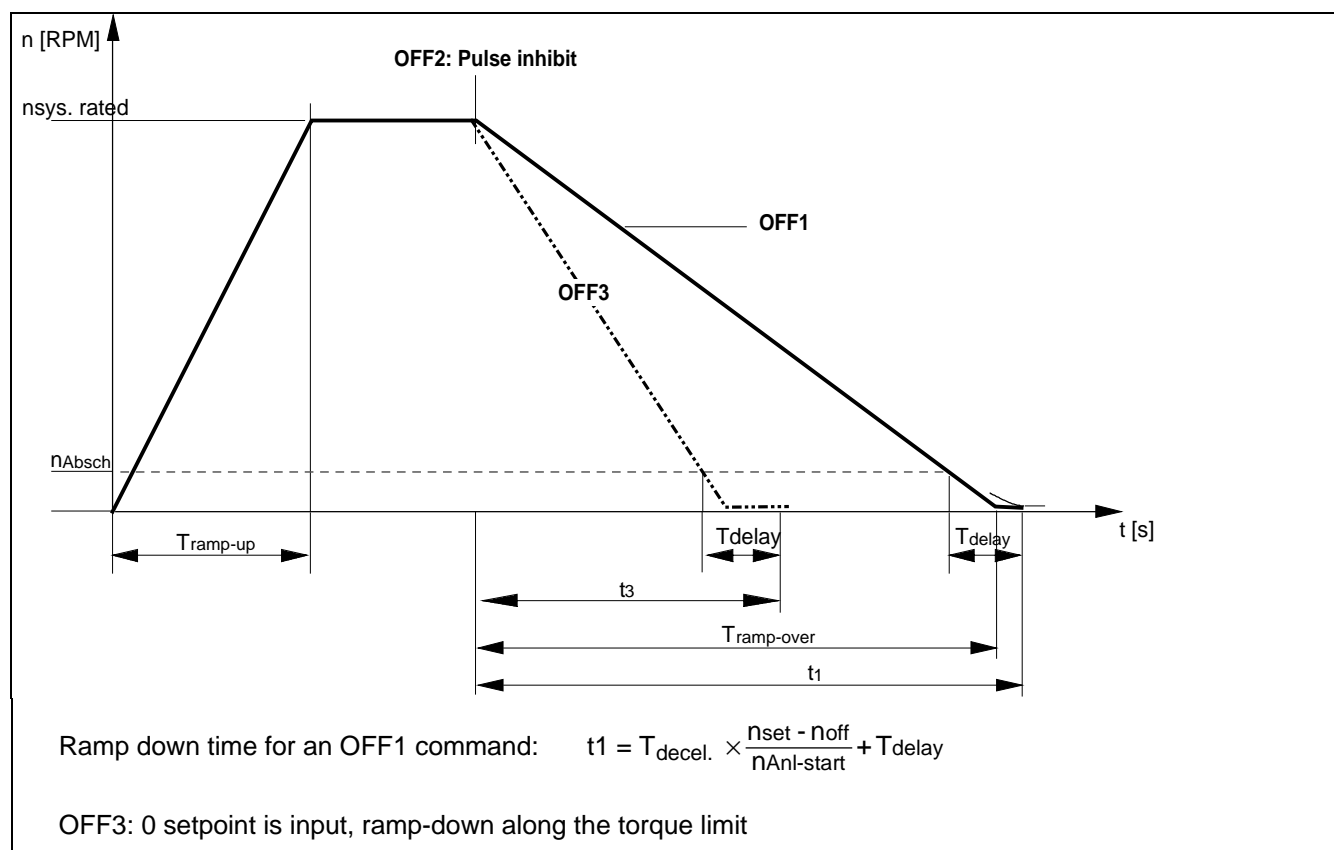 n [RPM]
OFF2: Pulse inhibit
nsys. rated
OFF1
OFF3
nAbsch
t [s]
Tramp-up
Tdelay
Tdelay
t3
Tramp-over
t1
Ramp down time for an OFF1 command: t1 = Tdecel. × nset - noff / nAnl-start + Tdelay
OFF3: 0 setpoint is input, ramp-down along the torque limit